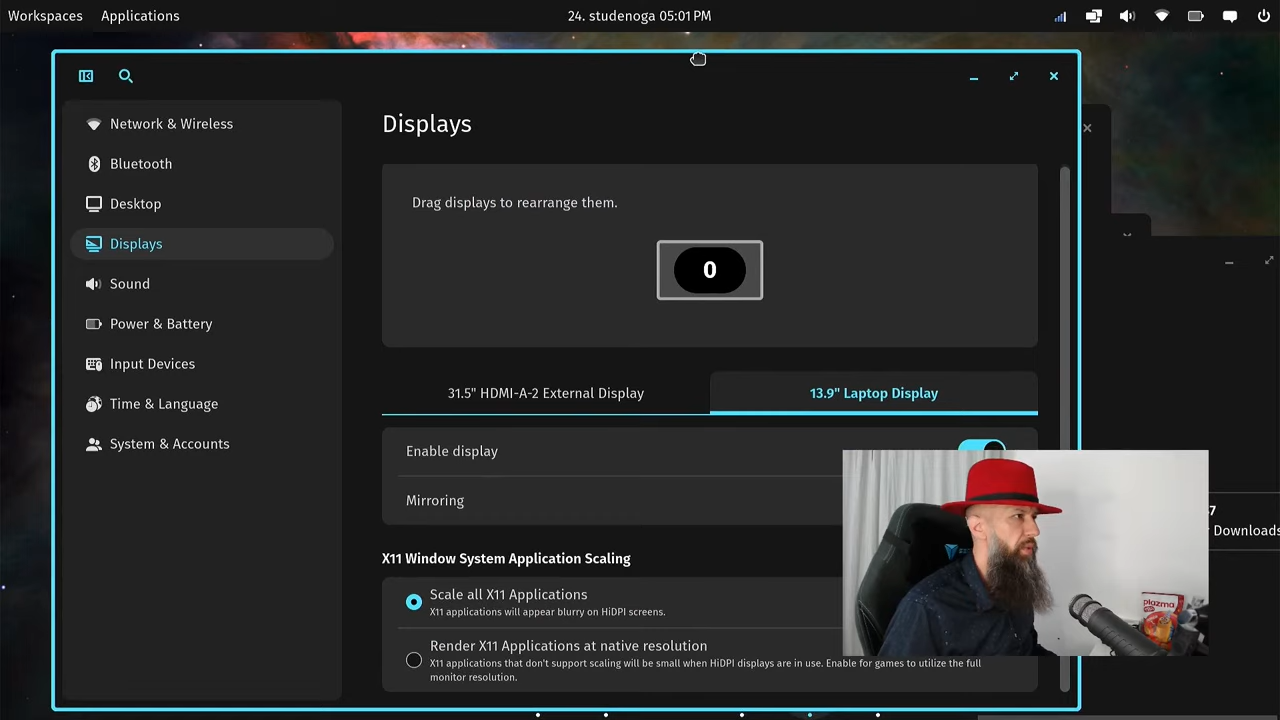 Workspaces Applications 24. studenoga 05:01 PM
Network & Wireless
Bluetooth
Desktop
Displays
Sound
Power & Battery
Input Devices
Time & Language
System & Accounts
Displays
Drag displays to rearrange them.
0
31.5" HDMI-A-2 External Display 13.9" Laptop Display
Enable display
Mirroring
X11 Window System Application Scaling
Scale all X11 Applications
X11 applications will appear blurry on HiDPI screens.
Render X11 Applications at native resolution
X11 applications that don't support scaling will be small when HiDPI displays are in use. Enable for games to utilize the full
monitor resolution.
Downloads
plazma